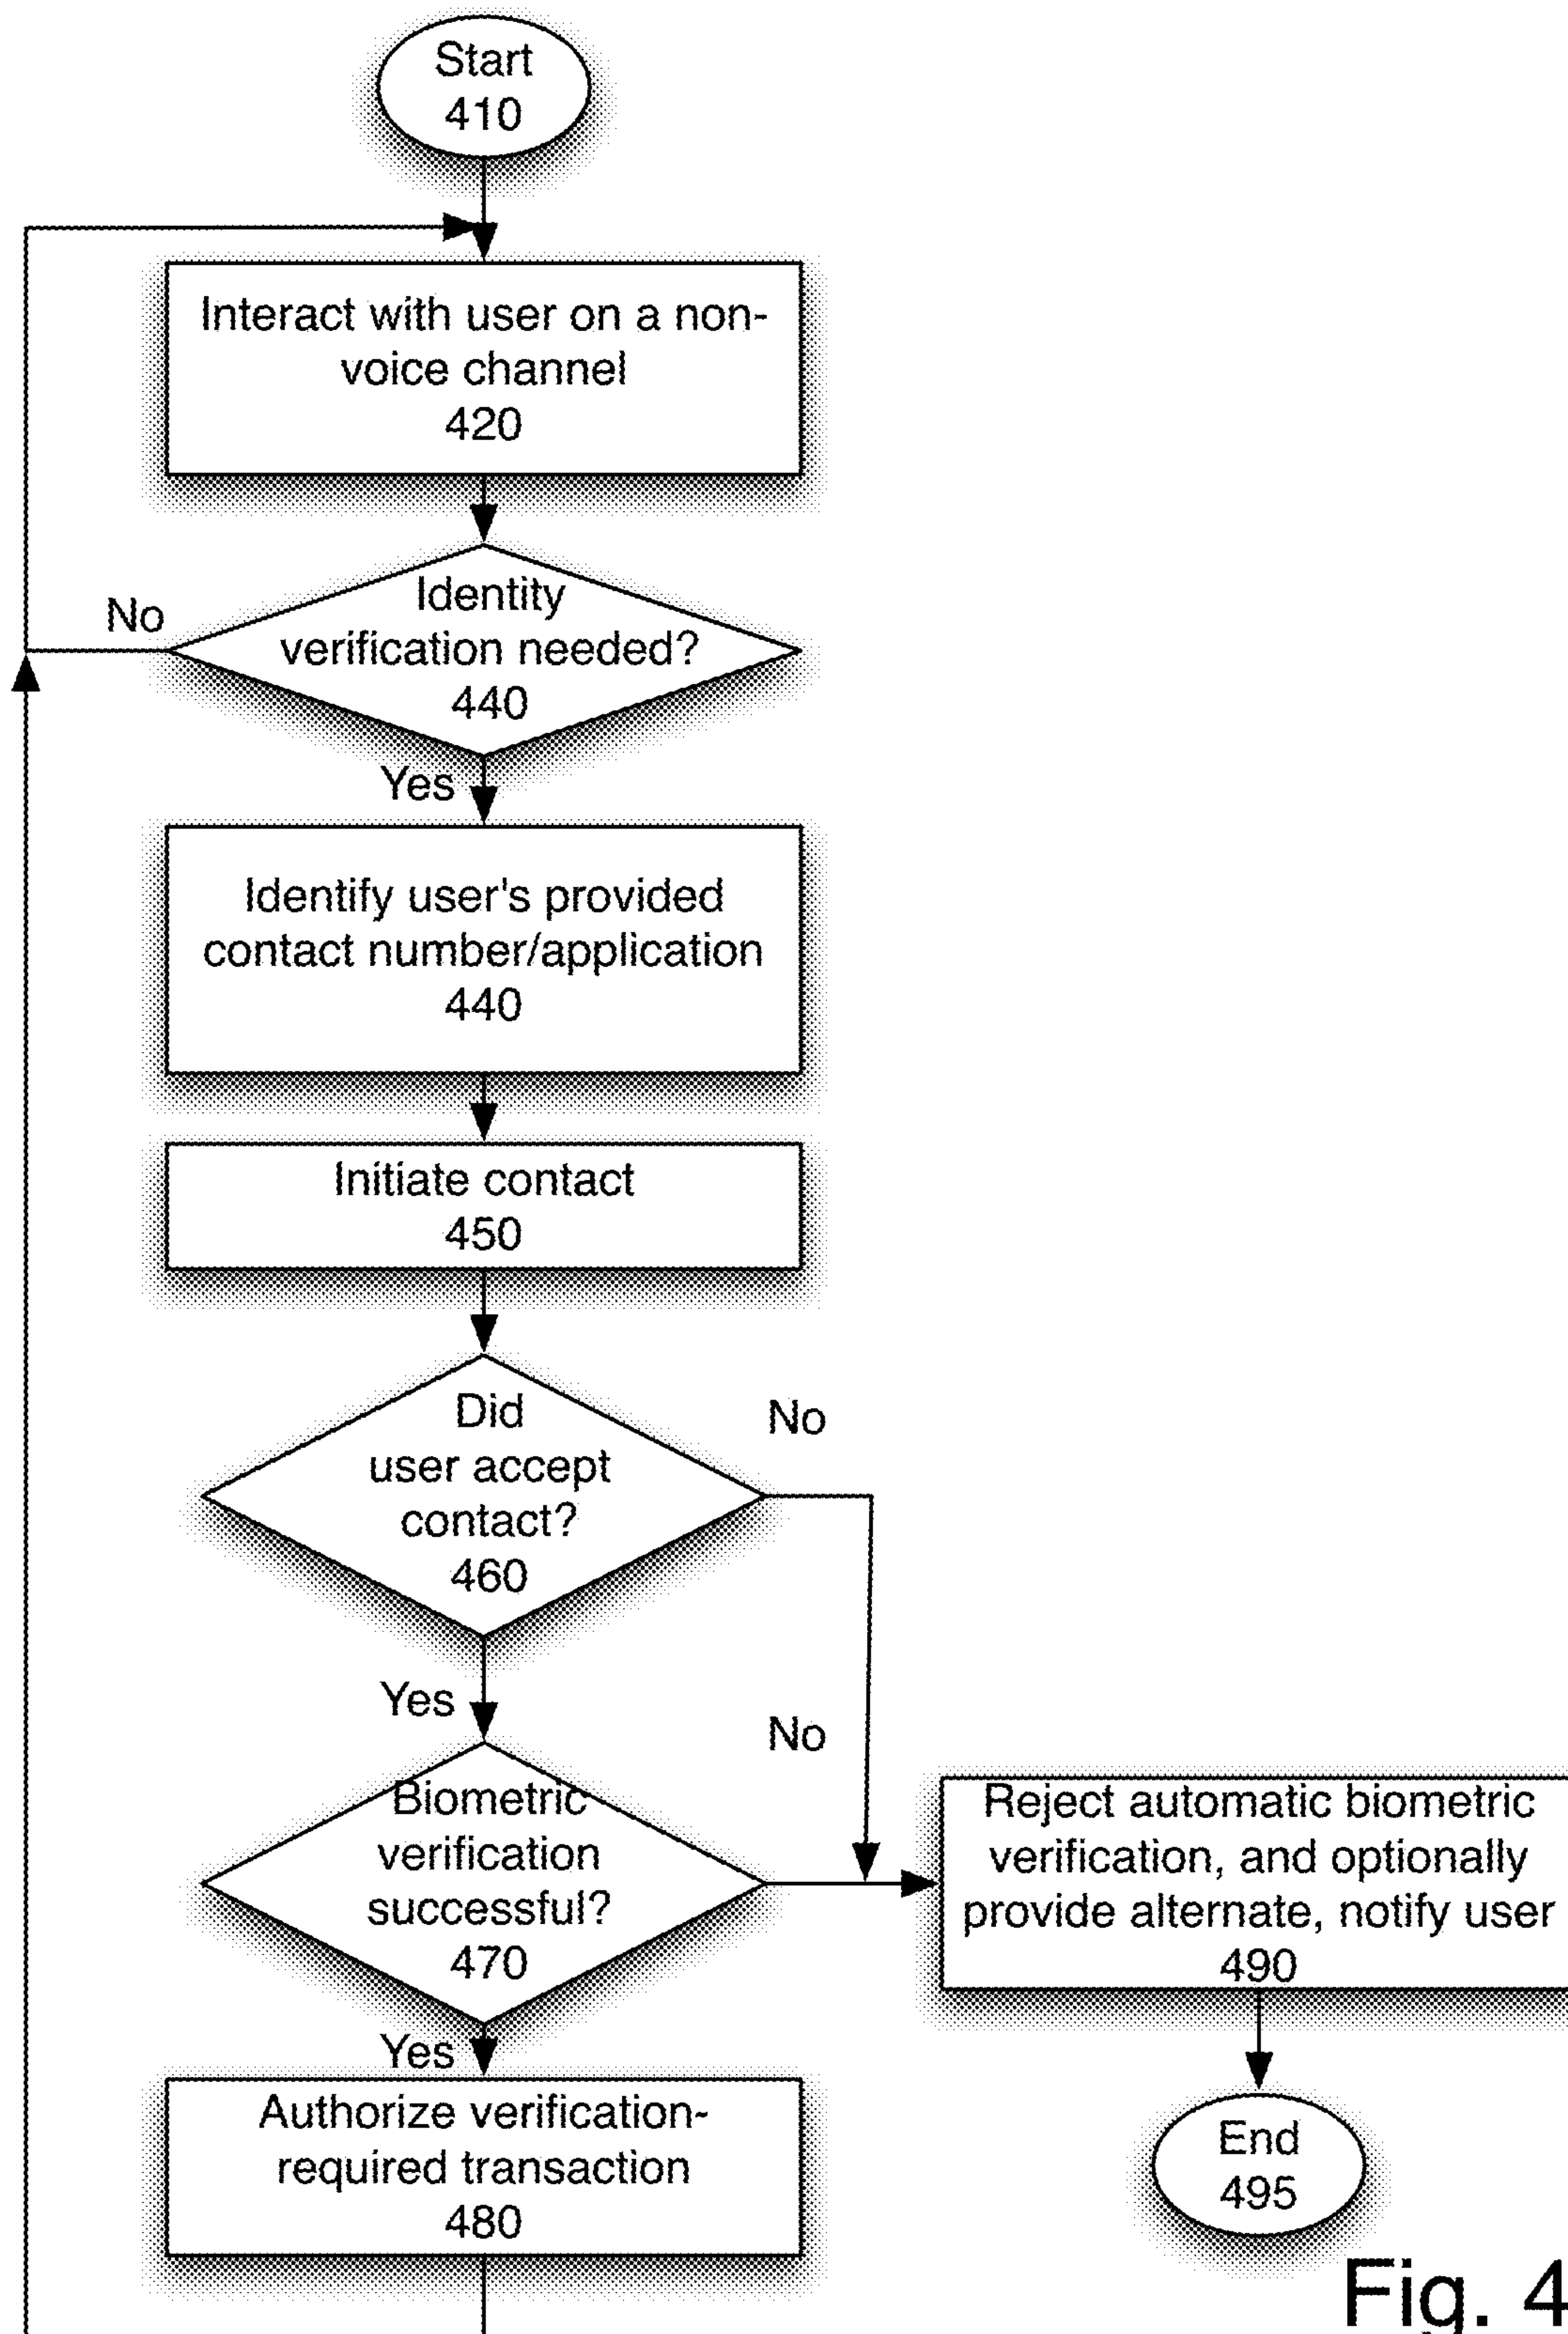 Start
410
Interact with user on a non-
voice channel
420
Identity
verification needed?
440
No
Yes
Identify user's provided
contact number/application
440
Initiate contact
450
Did
user accept
contact?
460
No
Yes
No
Biometric
verification
successful?
470
Reject automatic biometric
verification, and optionally
provide alternate, notify user
490
Yes
Authorize verification-
required transaction
480
End
495
Fig. 4